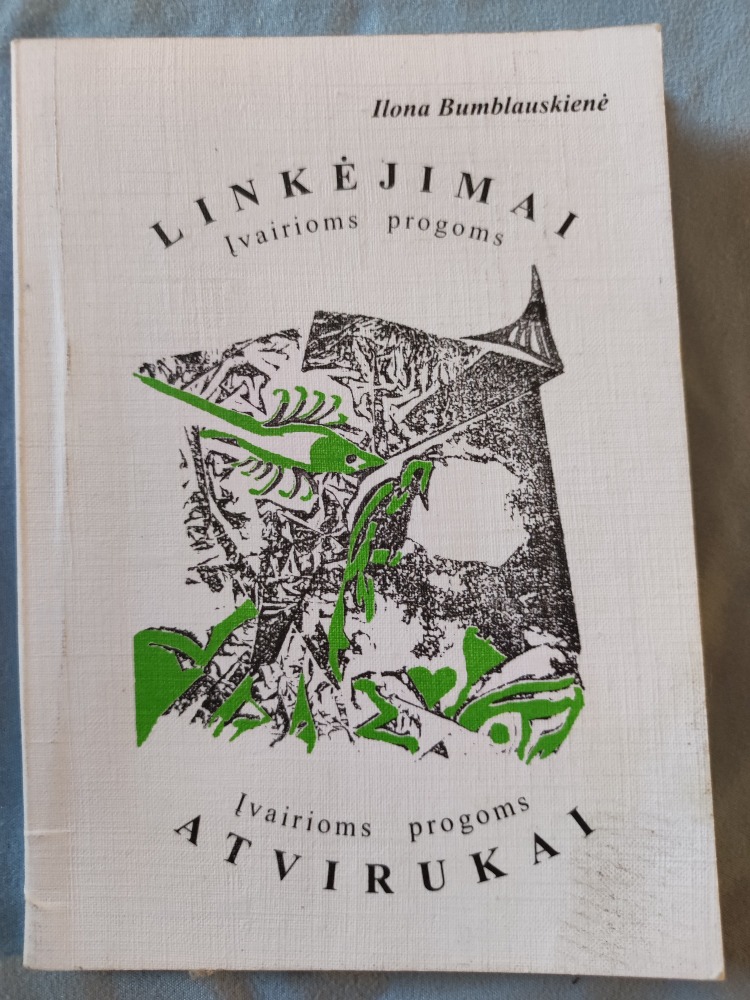 Ilona Bumblauskienė
LINKĖJIMAI
Įvairioms progoms
Įvairioms progoms
ATVIRUKAI